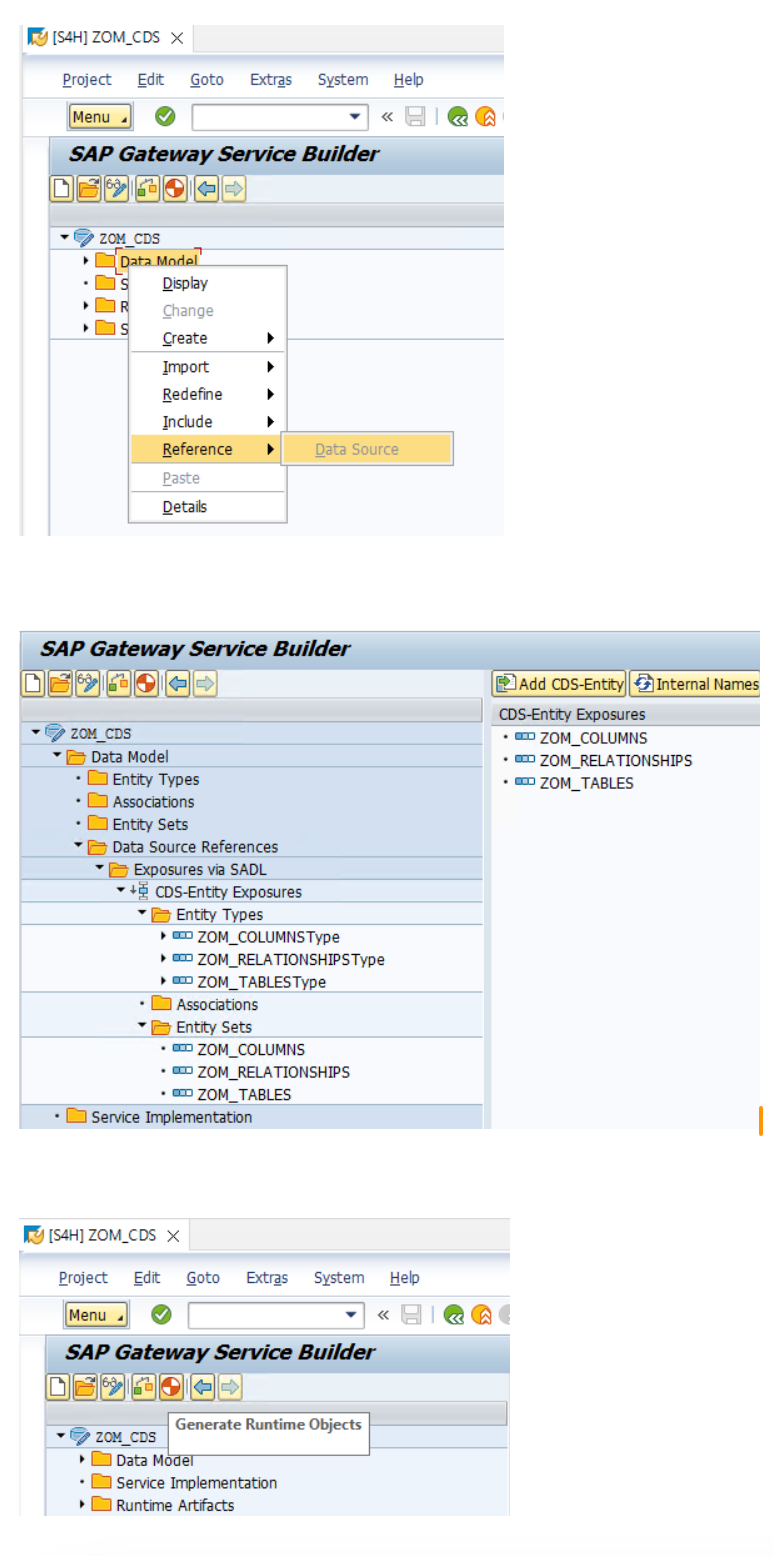 [S4H] ZOM_CDS
Project Edit Goto Extras System Help
Menu
SAP Gateway Service Builder
ZOM_CDS
Data Model
S
R
S
Display
Change
Create
Import
Redefine
Include
Reference
Data Source
Paste
Details
SAP Gateway Service Builder
Add CDS-Entity Internal Names
CDS-Entity Exposures
ZOM_COLUMNS
ZOM_RELATIONSHIPS
ZOM_TABLES
ZOM_CDS
Data Model
Entity Types
Associations
Entity Sets
Data Source References
Exposures via SADL
CDS-Entity Exposures
Entity Types
ZOM_COLUMNSType
ZOM_RELATIONSHIPSType
ZOM_TABLESType
Associations
Entity Sets
ZOM_COLUMNS
ZOM_RELATIONSHIPS
ZOM_TABLES
Service Implementation
[S4H] ZOM_CDS
Project Edit Goto Extras System Help
Menu
SAP Gateway Service Builder
Generate Runtime Objects
ZOM_CDS
Data Model
Service Implementation
Runtime Artifacts